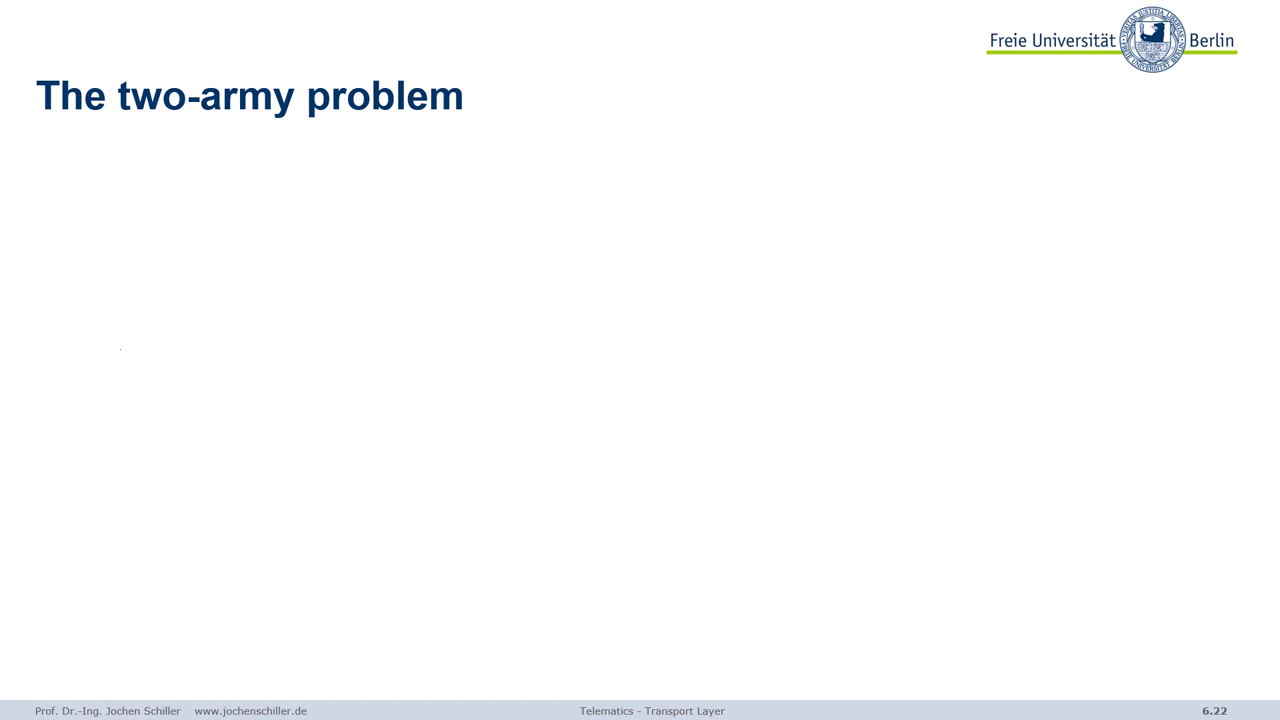 Freie Universität Berlin
The two-army problem
Prof. Dr.-Ing. Jochen Schiller www.jochenschiller.de Telematics - Transport Layer 6.22